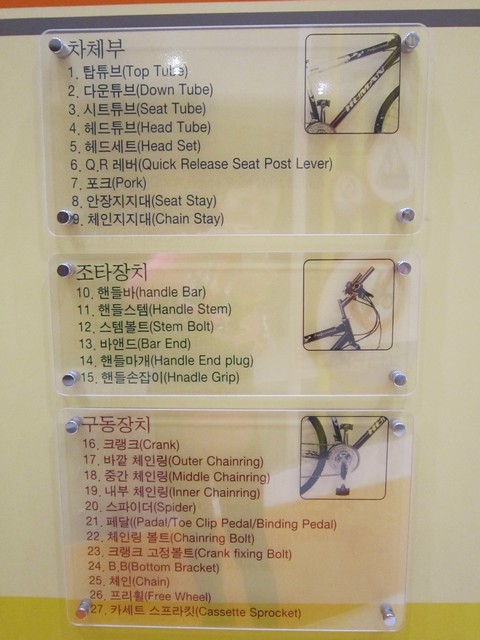 차체부
1. 탑튜브(Top Tube)
2. 다운튜브(Down Tube)
3. 시트튜브(Seat Tube)
4. 헤드튜브(Head Tube)
5. 헤드세트(Head Set)
6. Q.R 레버(Quick Release Seat Post Lever)
7. 포크(Pork)
8. 안장지지대(Seat Stay)
9. 체인지지대(Chain Stay)
HUMAN
조타장치
10. 핸들바(handle Bar)
11. 핸들스템(Handle Stem)
12. 스템볼트(Stem Bolt)
13. 바앤드(Bar End)
14. 핸들마개(Handle End plug)
15. 핸들손잡이(Hnadle Grip)
구동장치
16. 크랭크(Crank)
17. 바깥 체인링(Outer Chainring)
18. 중간 체인링(Middle Chainring)
19. 내부 체인링(Inner Chainring)
20. 스파이더(Spider)
21. 페달((Padal/Toe Clip Pedal/Binding Pedal)
22. 체인링 볼트(Chainring Bolt)
23. 크랭크 고정볼트(Crank fixing Bolt)
24. B.B(Bottom Bracket)
25. 체인(Chain)
26. 프리휠(Free Wheel)
27. 카세트 스프라킷(Cassette Sprocket)